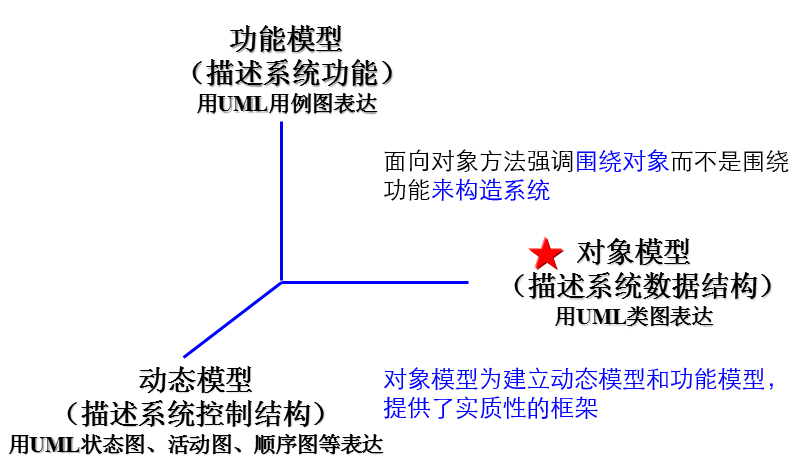 功能模型
（描述系统功能）
用UML用例图表达
面向对象方法强调围绕对象而不是围绕
功能来构造系统
对象模型
（描述系统数据结构）
用UML类图表达
动态模型
（描述系统控制结构）
用UML状态图、活动图、顺序图等表达
对象模型为建立动态模型和功能模型，
提供了实质性的框架